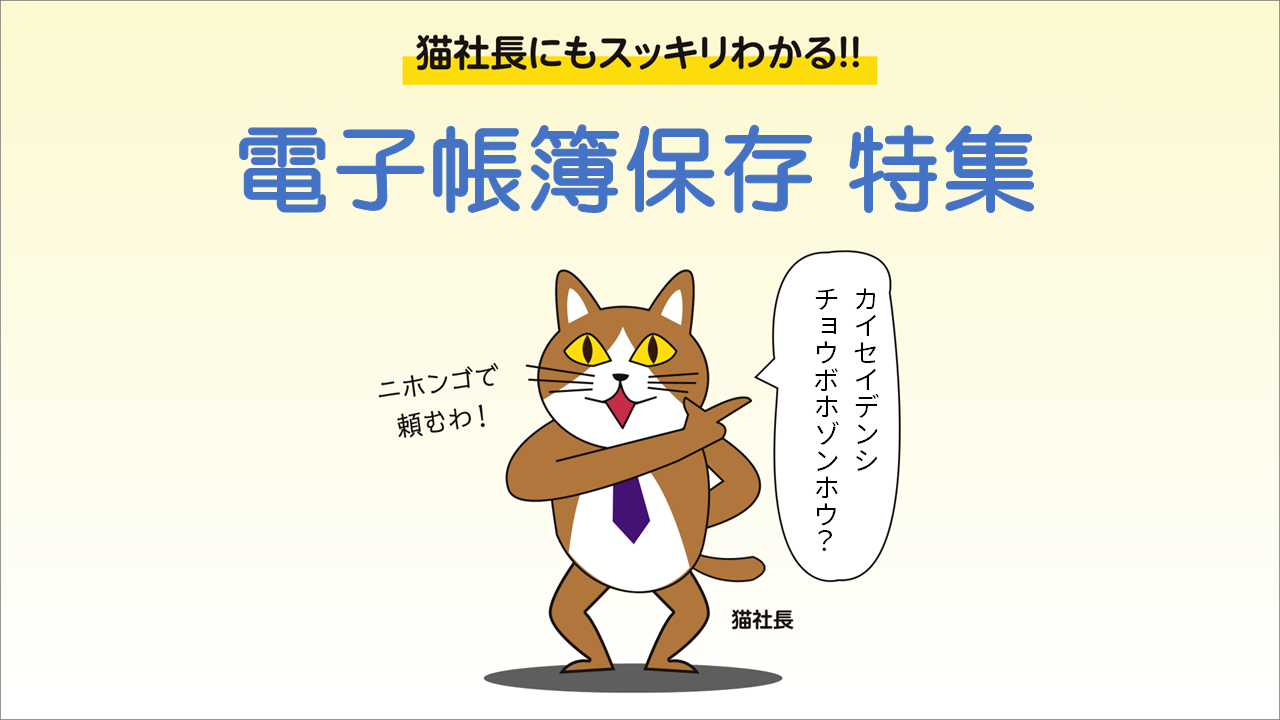 猫社長にもスッキリわかる!!
電子帳簿保存 特集
ニホンゴで
頼むわ!
カイセイデンシ
チョウボホゾンホウ?
猫社長